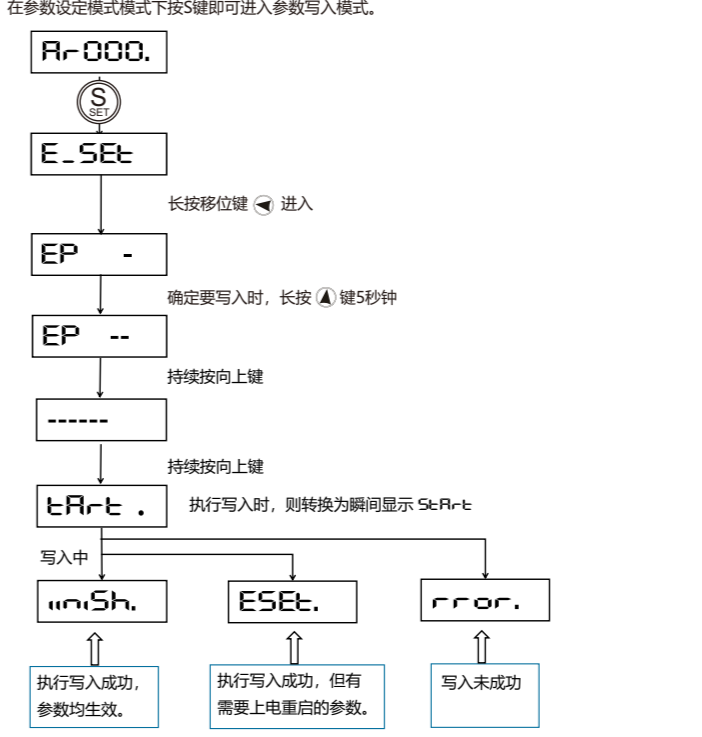 在参数设定模式模式下按S键即可进入参数写入模式。
Ar000.
S
SET
E_SEt
长按移位键 进入
EP -
确定要写入时，长按 键5秒钟
EP --
持续按向上键
------
持续按向上键
tArt .
执行写入时，则转换为瞬间显示 StArt
写入中
iniSh.
ESEt.
rror.
执行写入成功，
参数均生效。
执行写入成功，但有
需要上电重启的参数。
写入未成功